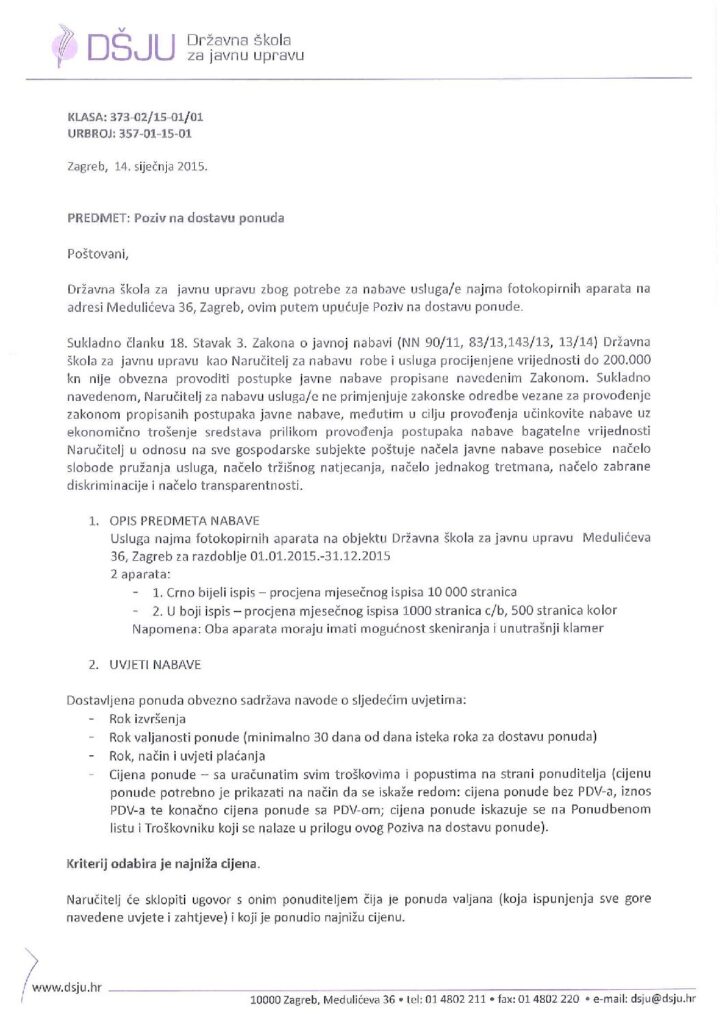 DŠJU Državna škola
za javnu upravu
KLASA: 373-02/15-01/01
URBROJ: 357-01-15-01
Zagreb, 14. siječnja 2015.
PREDMET: Poziv na dostavu ponuda
Poštovani,
Državna škola za javnu upravu zbog potrebe za nabave usluga/e najma fotokopirnih aparata na
adresi Medulićeva 36, Zagreb, ovim putem upućuje Poziv na dostavu ponude.
Sukladno članku 18. Stavak 3. Zakona o javnoj nabavi (NN 90/11, 83/13,143/13, 13/14) Državna
škola za javnu upravu kao Naručitelj za nabavu robe i usluga procijenjene vrijednosti do 200.000
kn nije obvezna provoditi postupke javne nabave propisane navedenim Zakonom. Sukladno
navedenom, Naručitelj za nabavu usluga/e ne primjenjuje zakonske odredbe vezane za provođenje
zakonom propisanih postupaka javne nabave, međutim u cilju provođenja učinkovite nabave uz
ekonomično trošenje sredstava prilikom provođenja postupaka nabave bagatelne vrijednosti
Naručitelj u odnosu na sve gospodarske subjekte poštuje načela javne nabave posebice načelo
slobode pružanja usluga, načelo tržišnog natjecanja, načelo jednakog tretmana, načelo zabrane
diskriminacije i načelo transparentnosti.
1. OPIS PREDMETA NABAVE
Usluga najma fotokopirnih aparata na objektu Državna škola za javnu upravu Medulićeva
36, Zagreb za razdoblje 01.01.2015.-31.12.2015
2 aparata:
- 1. Crno bijeli ispis – procjena mjesečnog ispisa 10 000 stranica
- 2. U boji ispis – procjena mjesečnog ispisa 1000 stranica c/b, 500 stranica kolor
Napomena: Oba aparata moraju imati mogućnost skeniranja i unutrašnji klamer
2. UVJETI NABAVE
Dostavljena ponuda obvezno sadržava navode o sljedećim uvjetima:
- Rok izvršenja
- Rok valjanosti ponude (minimalno 30 dana od dana isteka roka za dostavu ponuda)
- Rok, način i uvjeti plaćanja
- Cijena ponude – sa uračunatim svim troškovima i popustima na strani ponuditelja (cijenu
ponude potrebno je prikazati na način da se iskaže redom: cijena ponude bez PDV-a, iznos
PDV-a te konačno cijena ponude sa PDV-om; cijena ponude iskazuje se na Ponudbenom
listu i Troškovniku koji se nalaze u prilogu ovog Poziva na dostavu ponude).
Kriterij odabira je najniža cijena.
Naručitelj će sklopiti ugovor s onim ponuditeljem čija je ponuda valjana (koja ispunjenja sve gore
navedene uvjete i zahtjeve) i koji je ponudio najnižu cijenu.
www.dsju.hr
10000 Zagreb, Medulićeva 36 • tel: 01 4802 211 • fax: 01 4802 220 • e-mail: dsju@dsju.hr